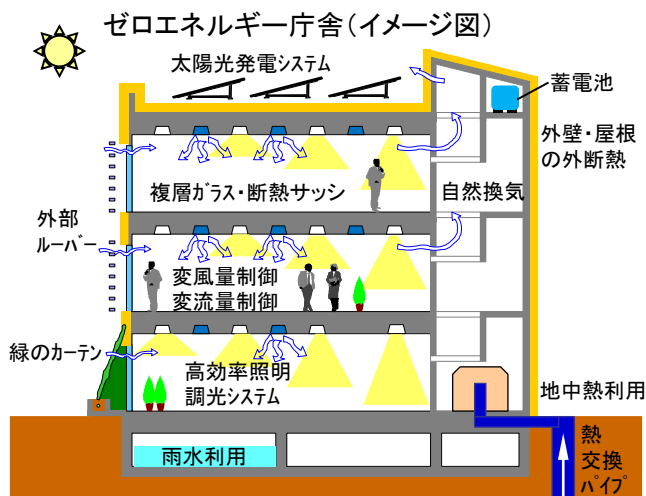 ゼロエネルギー庁舎(イメージ図)
太陽光発電システム
蓄電池
外壁・屋根
の外断熱
複層ガラス・断熱サッシ
自然換気
外部
ルーバー
変風量制御
変流量制御
緑のカーテン
高効率照明
調光システム
地中熱利用
雨水利用
熱
交換
パイプ